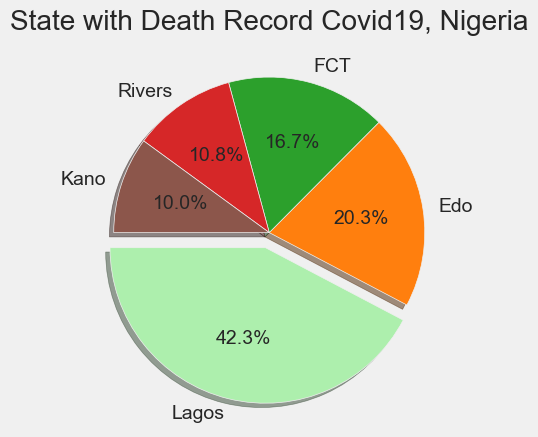 State with Death Record Covid19, Nigeria
FCT
Rivers
16.7%
10.8%
Kano
10.0%
Edo
20.3%
42.3%
Lagos